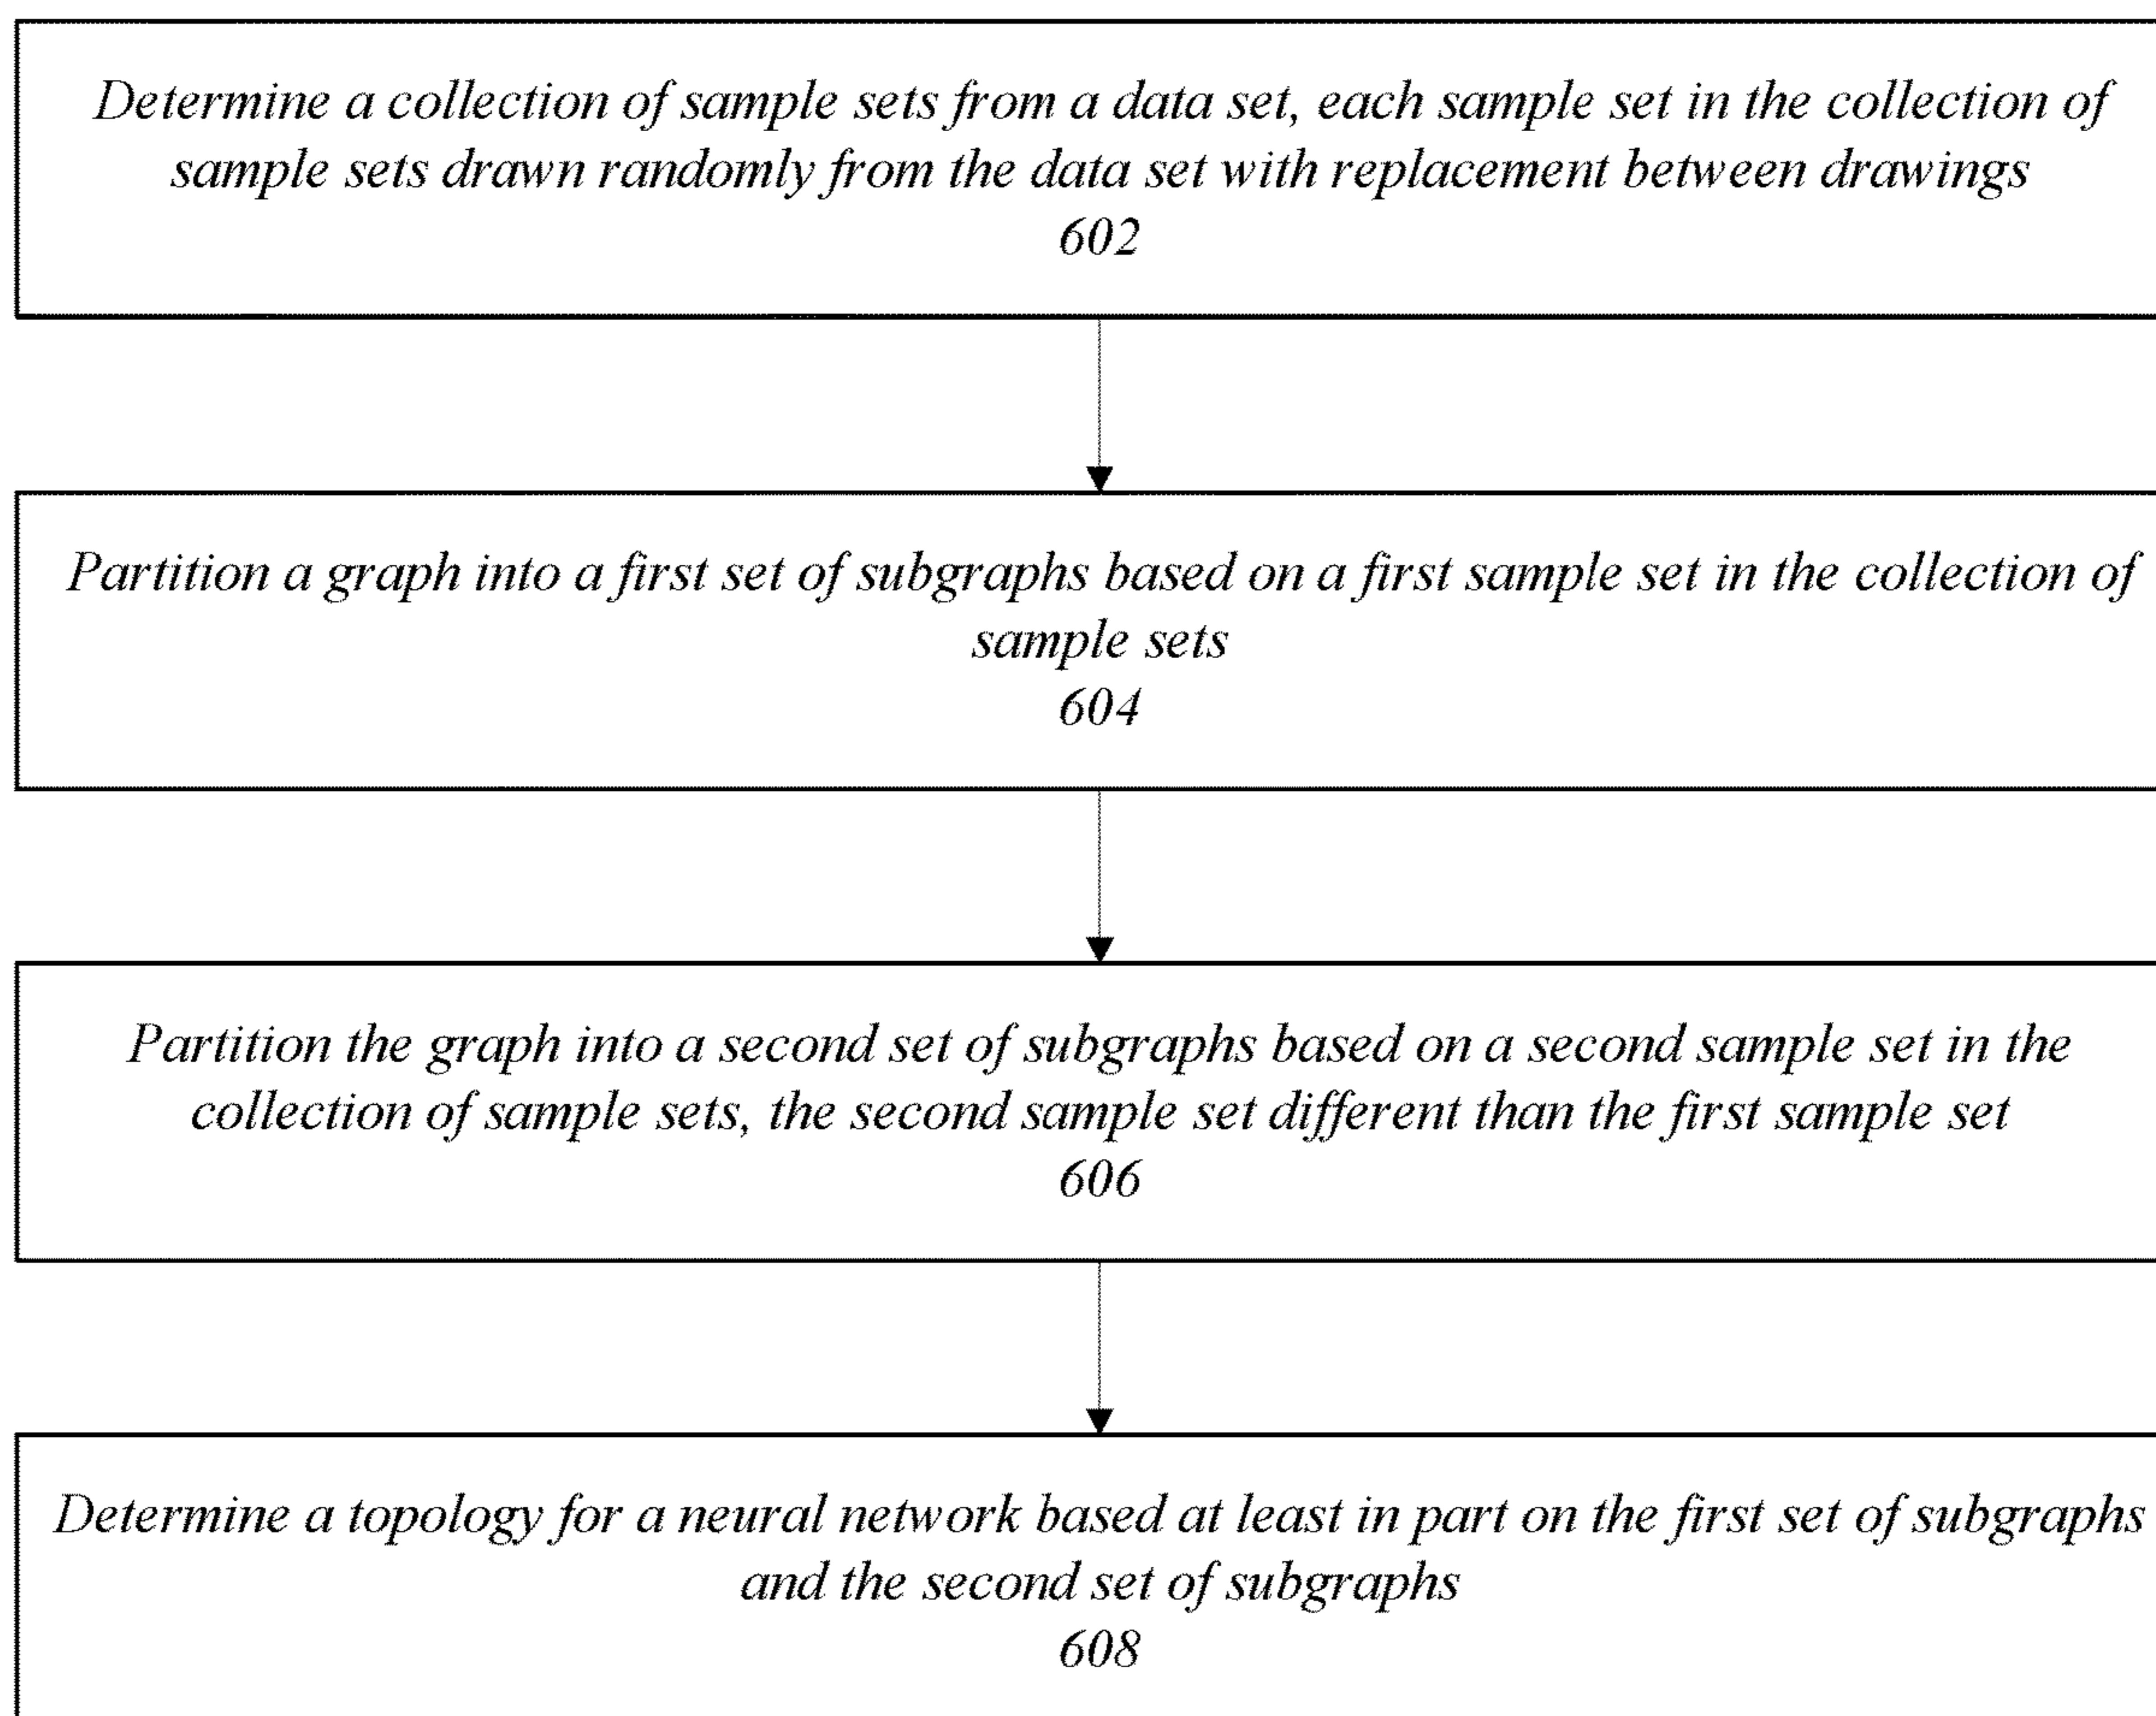 Determine a collection of sample sets from a data set, each sample set in the collection of
sample sets drawn randomly from the data set with replacement between drawings
602
Partition a graph into a first set of subgraphs based on a first sample set in the collection of
sample sets
604
Partition the graph into a second set of subgraphs based on a second sample set in the
collection of sample sets, the second sample set different than the first sample set
606
Determine a topology for a neural network based at least in part on the first set of subgraphs
and the second set of subgraphs
608